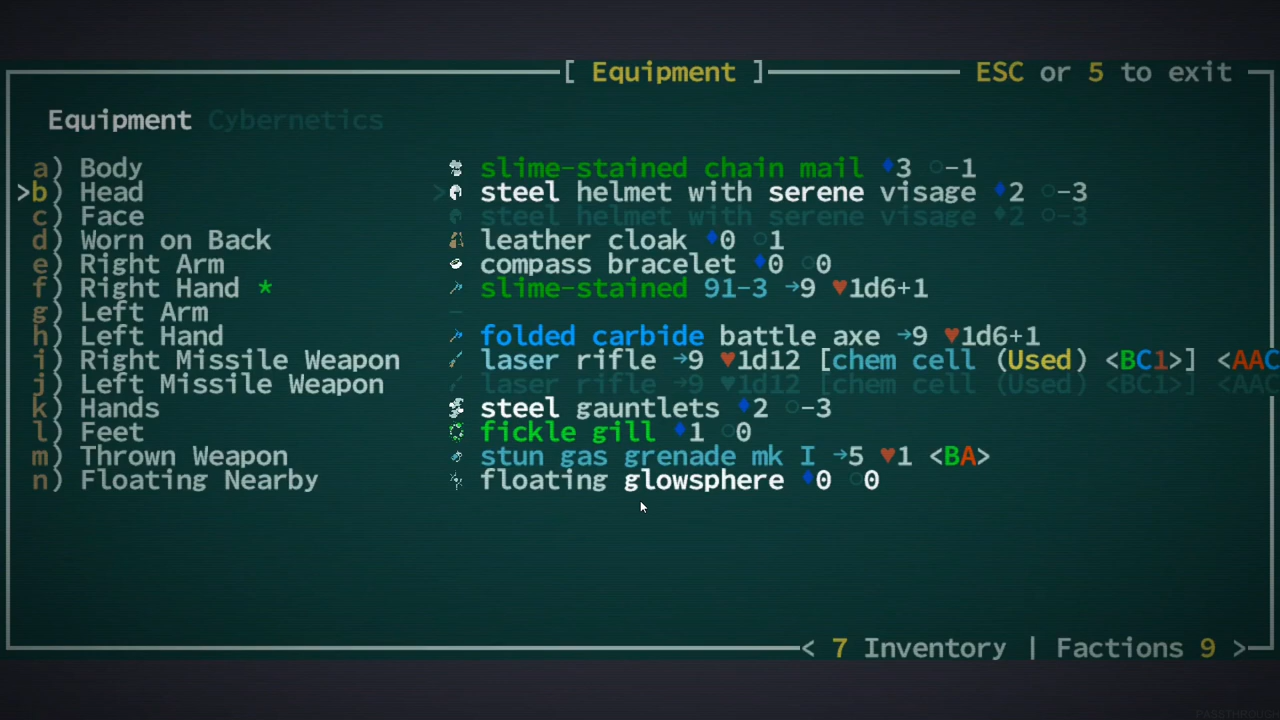 [ Equipment ] ESC or 5 to exit
Equipment Cybernetics
a) Body slime-stained chain mail ♦3 ○-1
>b) Head > steel helmet with serene visage ♦2 ○-3
c) Face steel helmet with serene visage ♦2 ○-3
d) Worn on Back leather cloak ♦0 ○1
e) Right Arm compass bracelet ♦0 ○0
f) Right Hand * slime-stained 91-3 →9 ♥1d6+1
g) Left Arm —
h) Left Hand folded carbide battle axe →9 ♥1d6+1
i) Right Missile Weapon laser rifle →9 ♥1d12 [chem cell (Used) <BC1>] <AAC
j) Left Missile Weapon laser rifle →9 ♥1d12 [chem cell (Used) <BC1>] <AAC
k) Hands steel gauntlets ♦2 ○-3
l) Feet fickle gill ♦1 ○0
m) Thrown Weapon stun gas grenade mk I →5 ♥1 <BA>
n) Floating Nearby floating glowsphere ♦0 ○0
< 7 Inventory | Factions 9 >